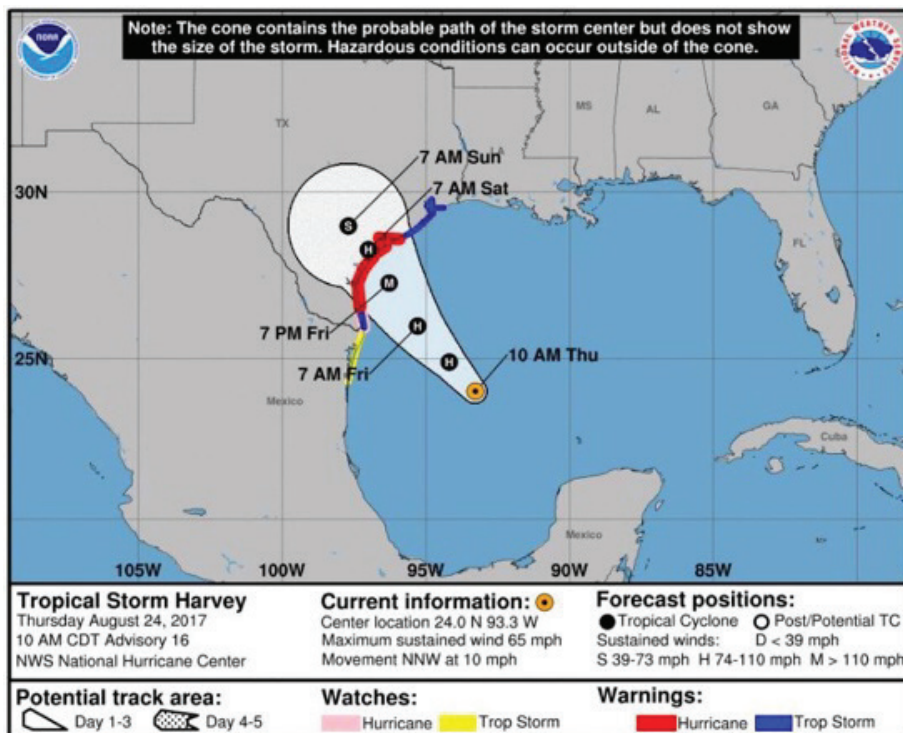 Note: The cone contains the probable path of the storm center but does not show
the size of the storm. Hazardous conditions can occur outside of the cone.
NOAA
TX
MS
AL
GA
LA
7 AM Sun
7 AM Sat
30N
S
H
FL
M
7 PM Fri
H
10 AM Thu
25N
7 AM Fri
H
Mexico
Cuba
Mexico
105W
100W
95W
90W
85W
Tropical Storm Harvey
Thursday August 24, 2017
10 AM CDT Advisory 16
NWS National Hurricane Center
Current information:
Center location 24.0 N 93.3 W
Maximum sustained wind 65 mph
Movement NNW at 10 mph
Forecast positions:
Tropical Cyclone Post/Potential TC
Sustained winds: D < 39 mph
S 39-73 mph H 74-110 mph M > 110 mph
Potential track area:
Day 1-3 Day 4-5
Watches:
Hurricane Trop Storm
Warnings:
Hurricane Trop Storm